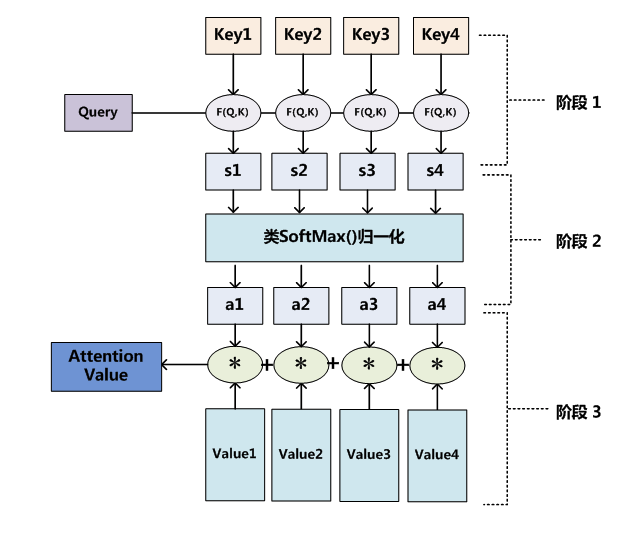 Key1 Key2 Key3 Key4
阶段 1
Query F(Q,K) F(Q,K) F(Q,K) F(Q,K)
s1 s2 s3 s4
类SoftMax()归一化
阶段 2
a1 a2 a3 a4
Attention
Value
* + * + * + *
阶段 3
Value1 Value2 Value3 Value4